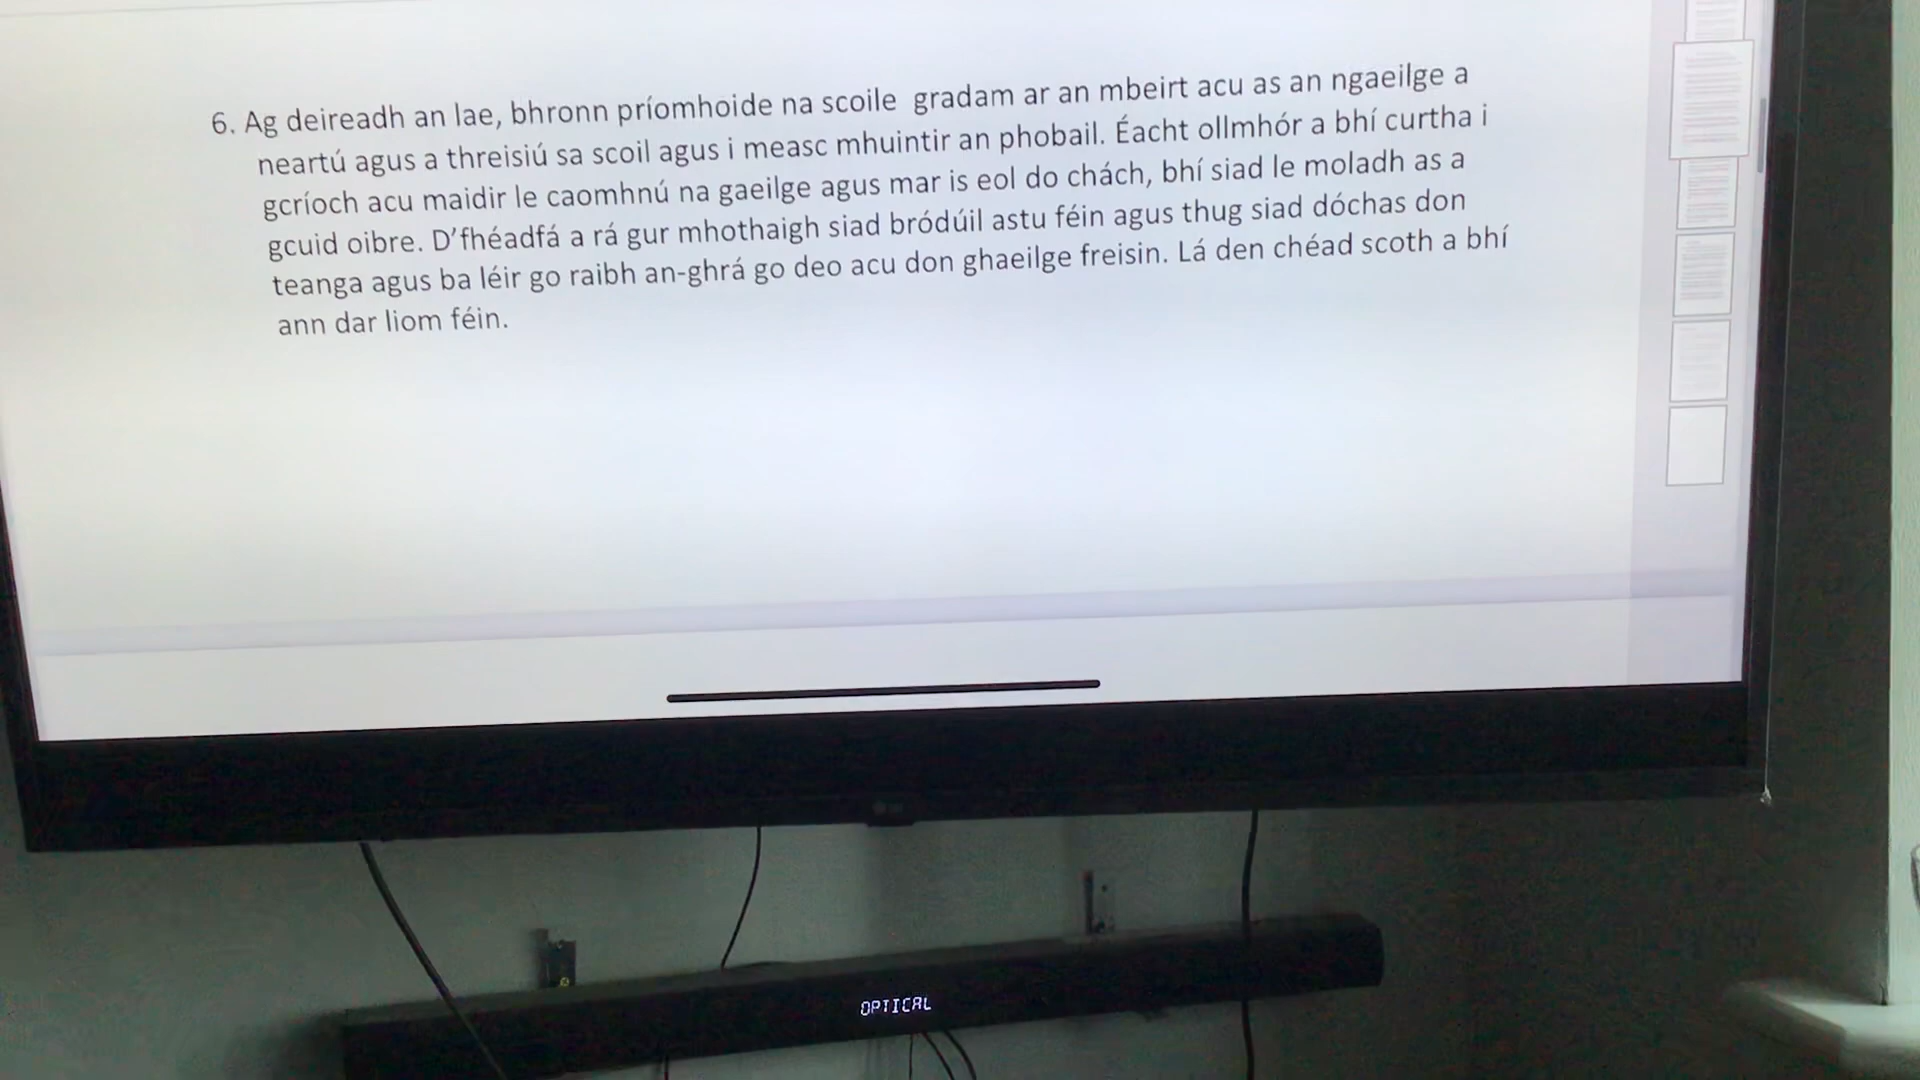 6. Ag deireadh an lae, bhronn príomhoide na scoile gradam ar an mbeirt acu as an ngaeilge a
neartú agus a threisiú sa scoil agus i measc mhuintir an phobail. Éacht ollmhór a bhí curtha i
gcríoch acu maidir le caomhnú na gaeilge agus mar is eol do chách, bhí siad le moladh as a
gcuid oibre. D’fhéadfá a rá gur mhothaigh siad bródúil astu féin agus thug siad dóchas don
teanga agus ba léir go raibh an-ghrá go deo acu don ghaeilge freisin. Lá den chéad scoth a bhí
ann dar liom féin.
OPTICAL